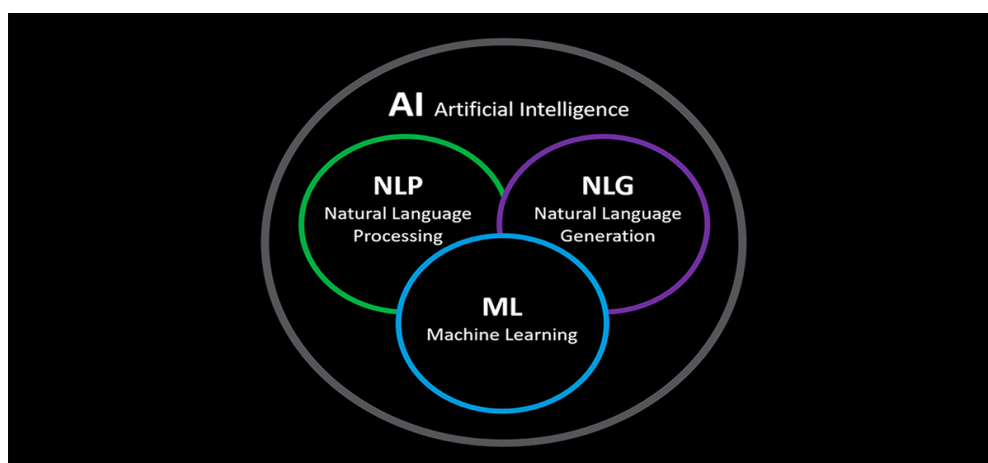 AI Artificial Intelligence
NLP
Natural Language
Processing
NLG
Natural Language
Generation
ML
Machine Learning